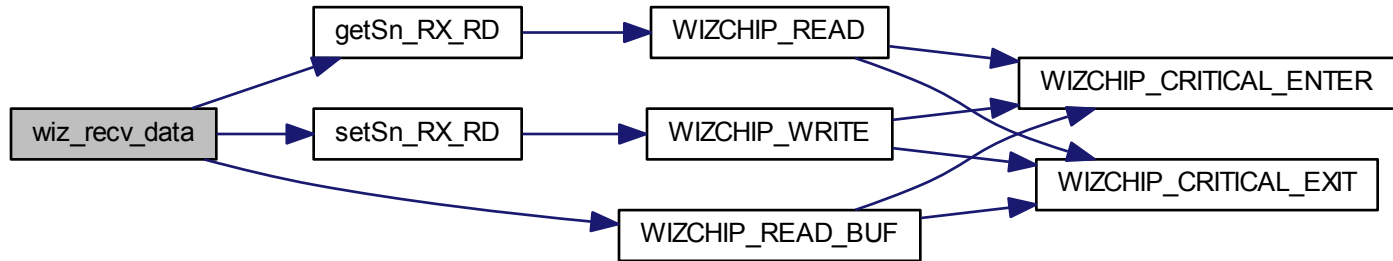 getSn_RX_RD
WIZCHIP_READ
WIZCHIP_CRITICAL_ENTER
wiz_recv_data
setSn_RX_RD
WIZCHIP_WRITE
WIZCHIP_CRITICAL_EXIT
WIZCHIP_READ_BUF